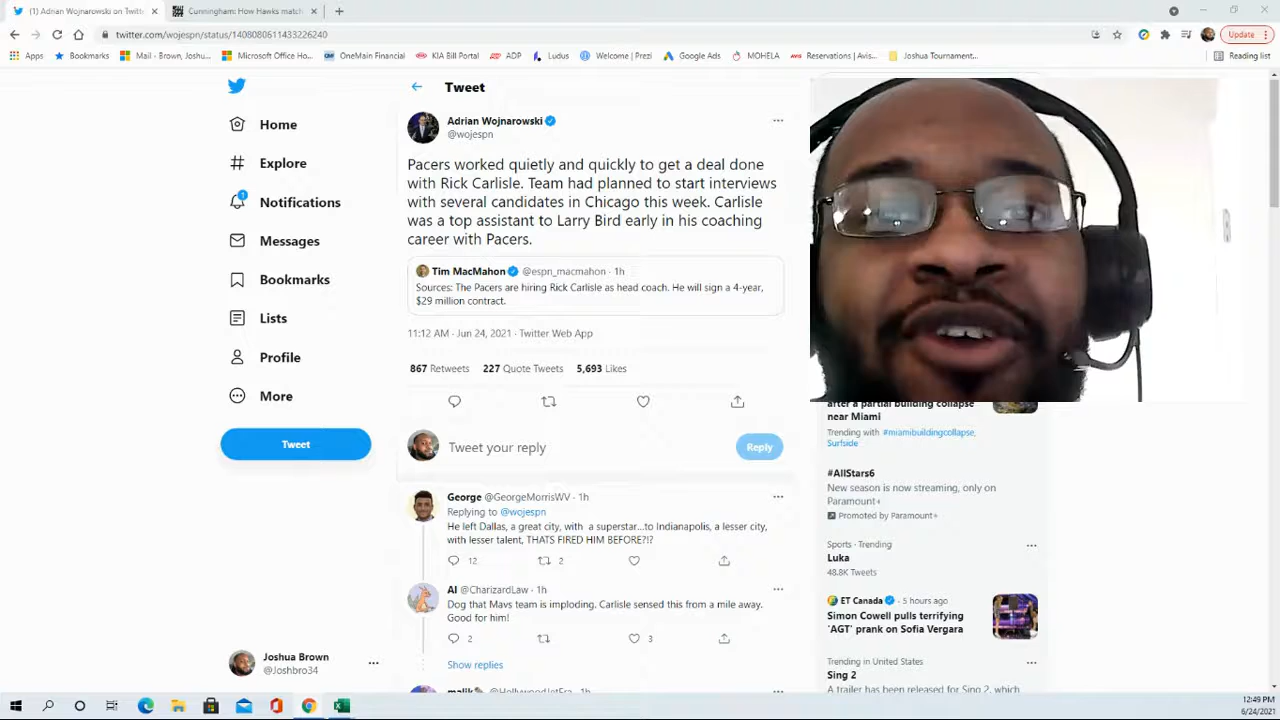 (1) Adrian Wojnarowski on Twitt
Cunningham: How Hawks match
twitter.com/wojespn/status/1408080611433226240
Update
Apps
Bookmarks
Mail - Brown, Joshu...
Microsoft Office Ho...
OneMain Financial
KIA Bill Portal
ADP
Ludus
Welcome | Prezi
Google Ads
MOHELA
Reservations | Avis...
Joshua Tournament...
Reading list
Home
Explore
1
Notifications
Messages
Bookmarks
Lists
Profile
More
Tweet
Joshua Brown
@Joshbro34
Tweet
Adrian Wojnarowski
@wojespn
Pacers worked quietly and quickly to get a deal done
with Rick Carlisle. Team had planned to start interviews
with several candidates in Chicago this week. Carlisle
was a top assistant to Larry Bird early in his coaching
career with Pacers.
Tim MacMahon @espn_macmahon · 1h
Sources: The Pacers are hiring Rick Carlisle as head coach. He will sign a 4-year,
$29 million contract.
11:12 AM · Jun 24, 2021 · Twitter Web App
867 Retweets 227 Quote Tweets 5,693 Likes
Tweet your reply
Reply
George @GeorgeMorrisWV · 1h
Replying to @wojespn
He left Dallas, a great city, with a superstar...to Indianapolis, a lesser city,
with lesser talent, THATS FIRED HIM BEFORE?!?
12 2
Al @CharizardLaw · 1h
Dog that Mavs team is imploding. Carlisle sensed this from a mile away.
Good for him!
2 3
Show replies
malik @HollywoodJetEra · 1h
after a partial building collapse
near Miami
Trending with #miamibuildingcollapse,
Surfside
#AllStars6
New season is now streaming, only on
Paramount+
Promoted by Paramount+
Sports · Trending
Luka
48.8K Tweets
ET Canada · 5 hours ago
Simon Cowell pulls terrifying
'AGT' prank on Sofia Vergara
Trending in United States
Sing 2
A trailer has been released for Sing 2, which
12:49 PM
6/24/2021